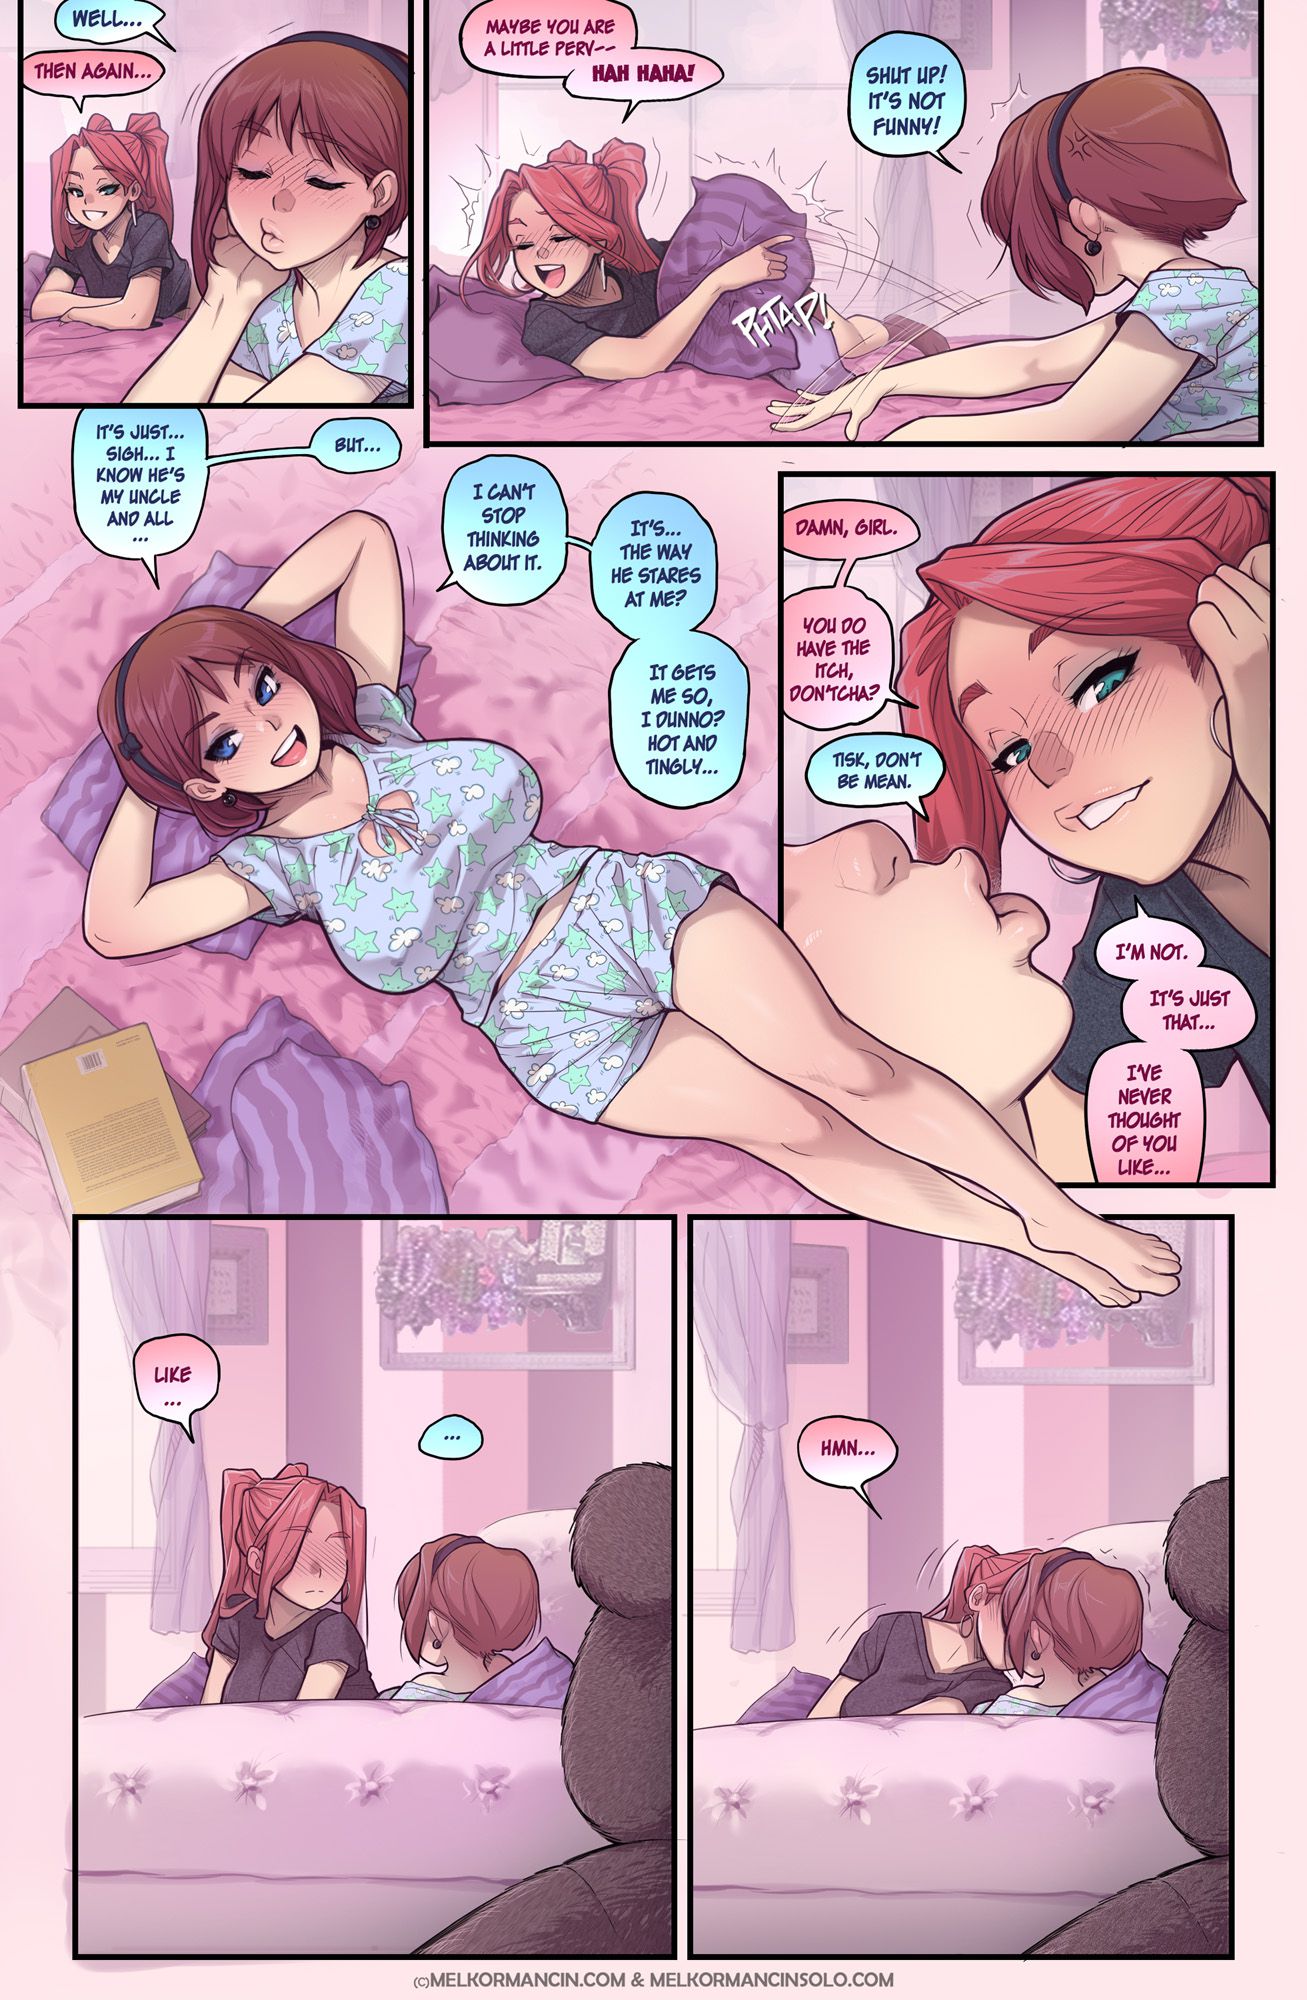 WELL...
THEN AGAIN...
MAYBE YOU ARE
A LITTLE PERV--
HAH HAHA!
SHUT UP!
IT'S NOT
FUNNY!
PHTAP!
IT'S JUST...
SIGH... I
KNOW HE'S
MY UNCLE
AND ALL
...
BUT...
I CAN'T
STOP
THINKING
ABOUT IT.
IT'S...
THE WAY
HE STARES
AT ME?
IT GETS
ME SO,
I DUNNO?
HOT AND
TINGLY...
DAMN, GIRL.
YOU DO
HAVE THE
ITCH,
DON'TCHA?
TISK, DON'T
BE MEAN.
I'M NOT.
IT'S JUST
THAT...
I'VE
NEVER
THOUGHT
OF YOU
LIKE...
LIKE
...
...
HMN...
(C)MELKORMANCIN.COM & MELKORMANCINSOLO.COM